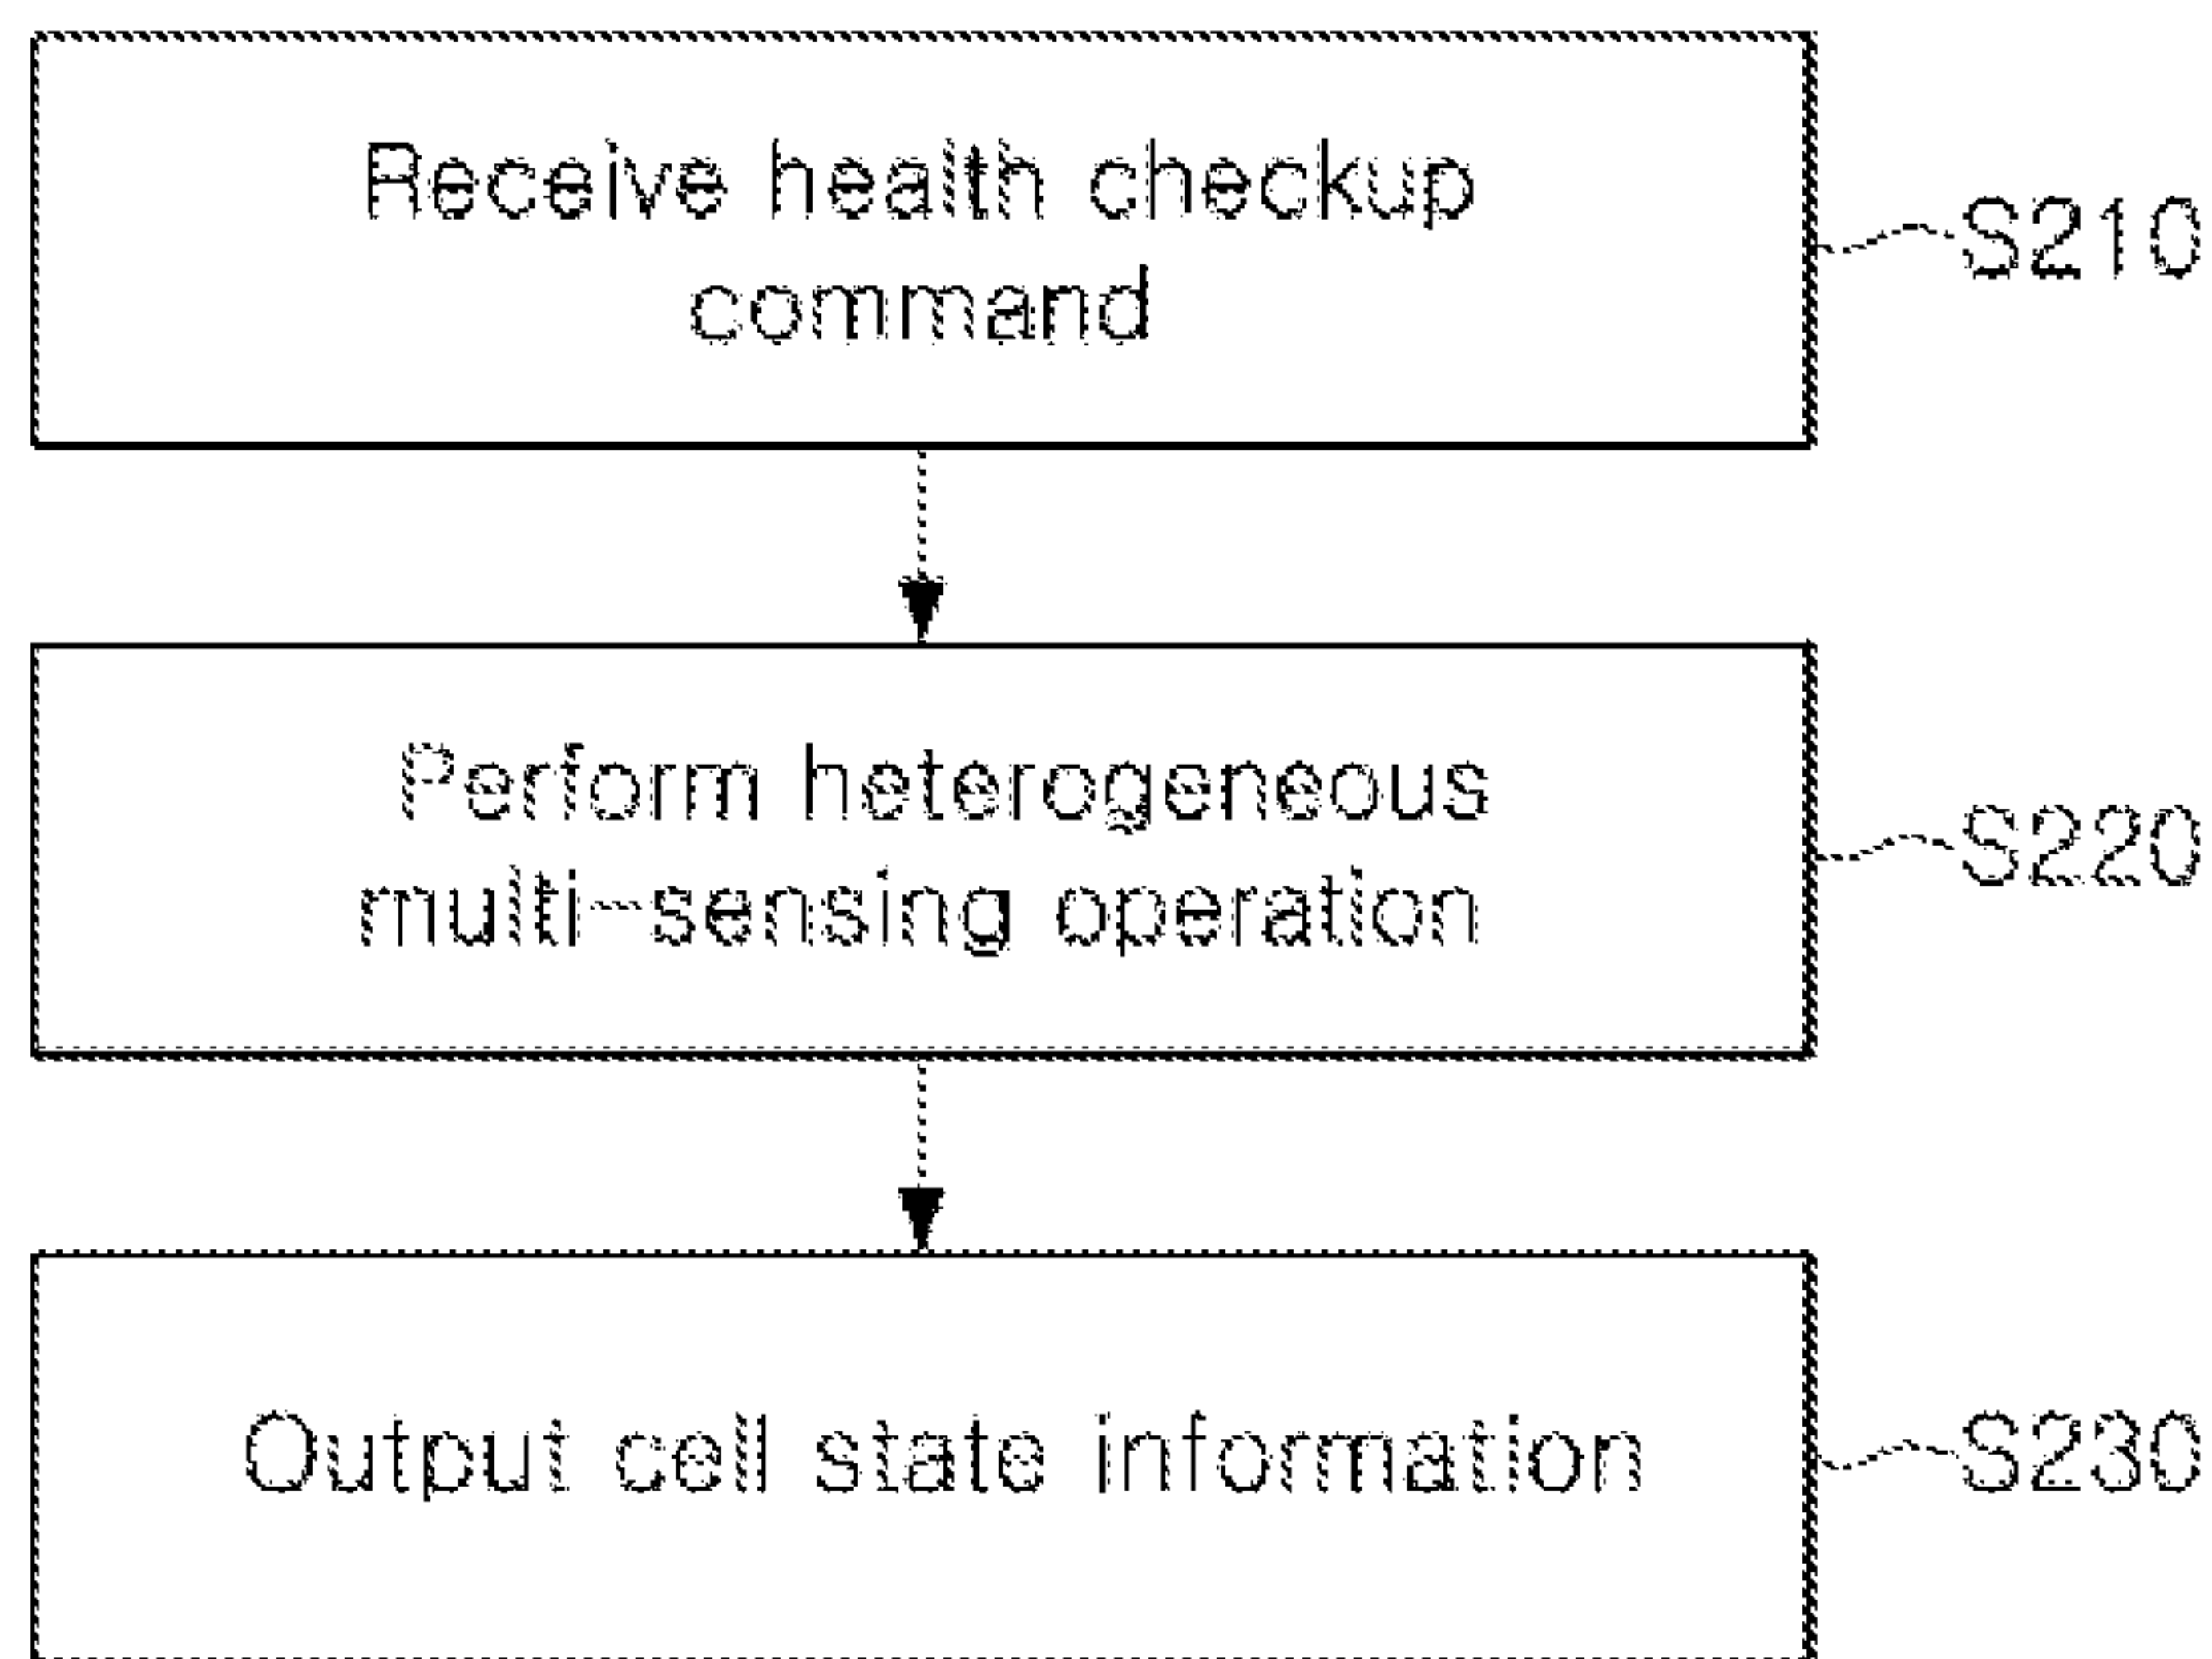 Receive health checkup
command
S210
Perform heterogeneous
multi-sensing operation
S220
Output cell state information
S230